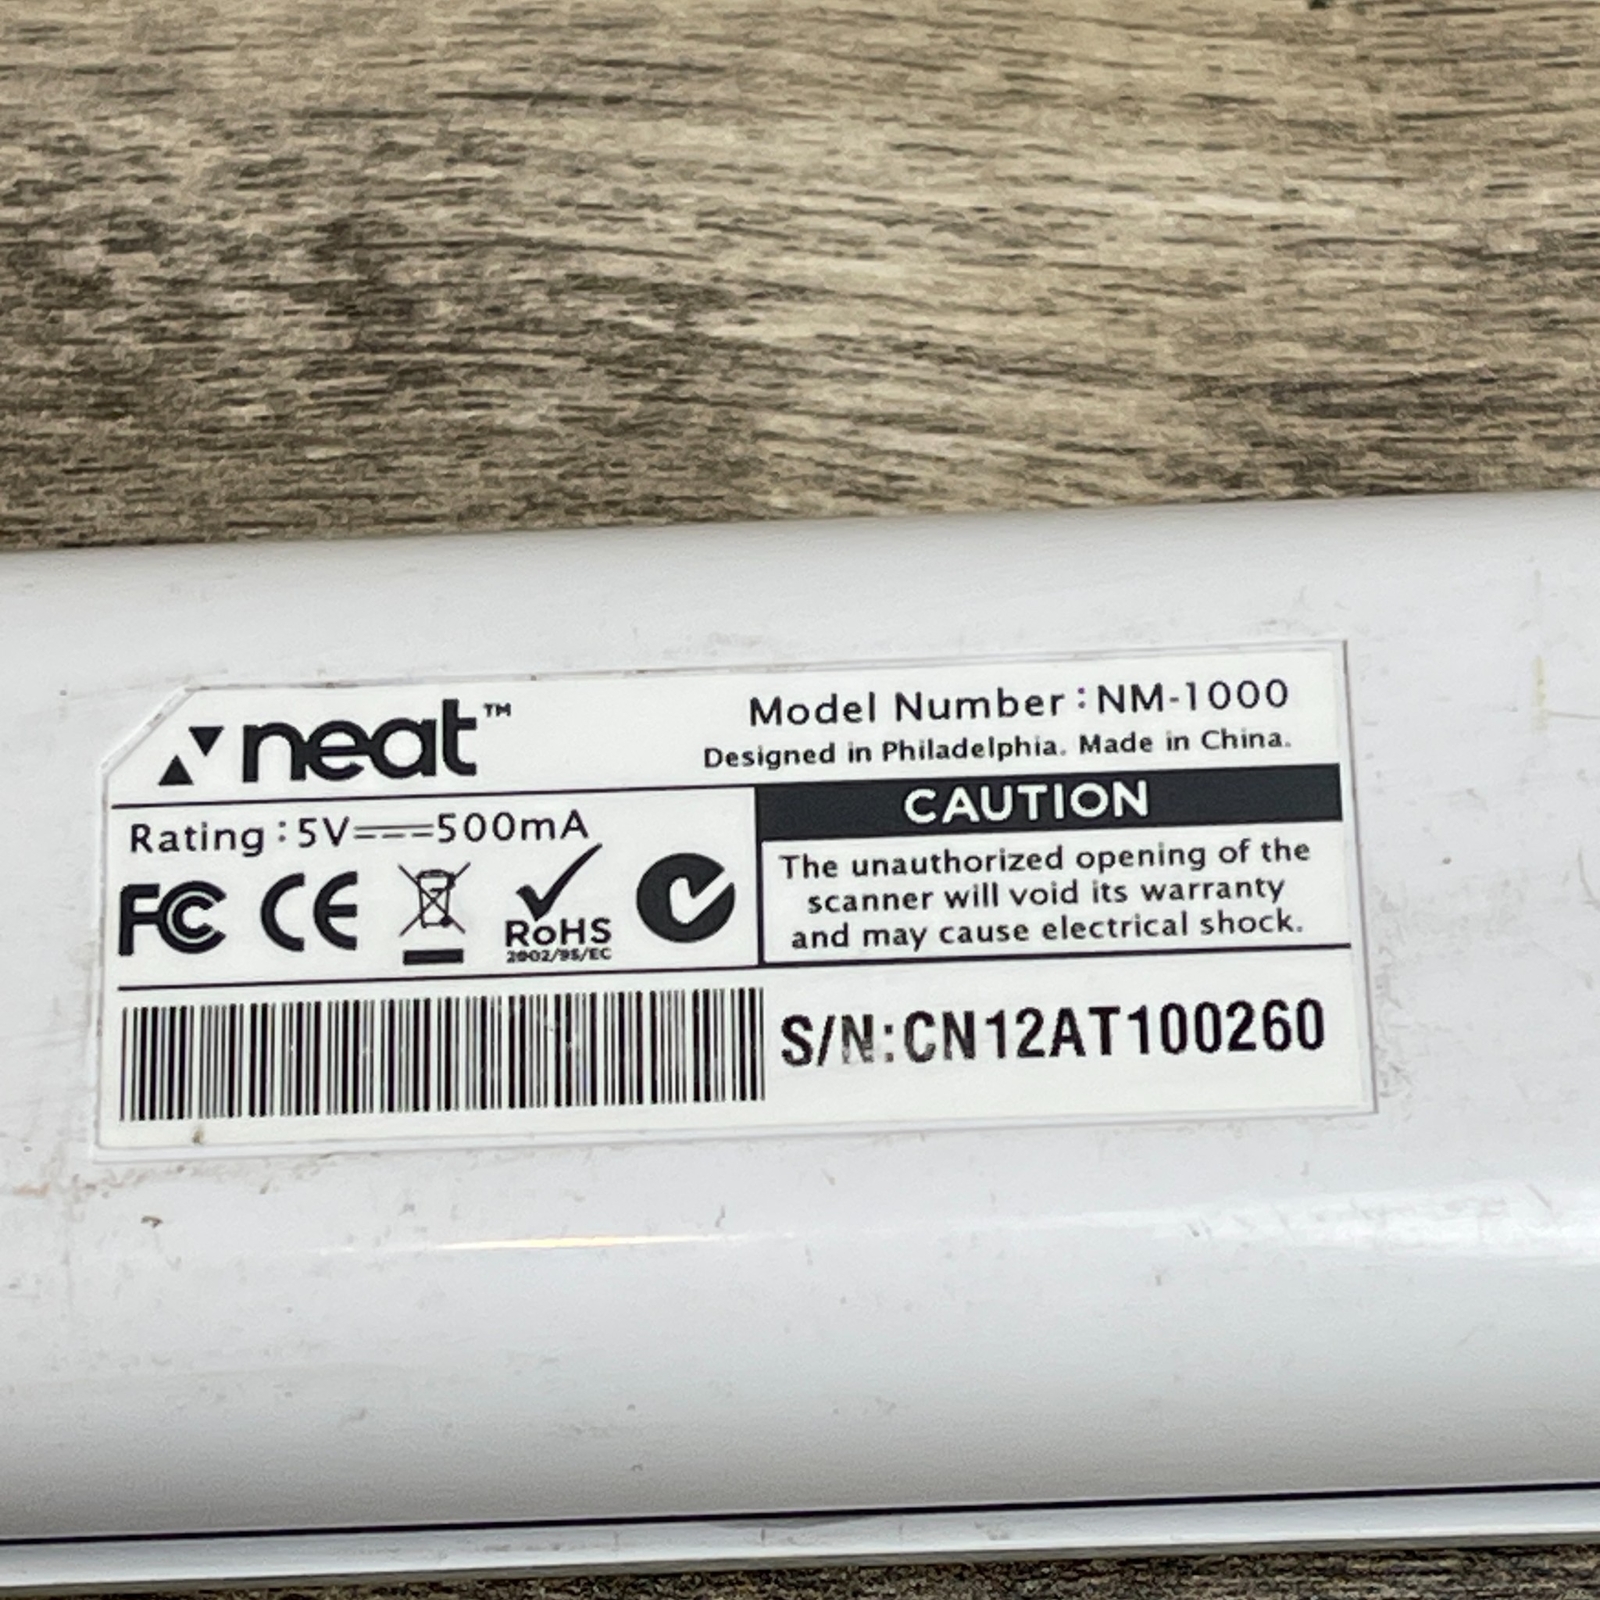 neat™
Model Number : NM-1000
Designed in Philadelphia. Made in China.
Rating : 5V⎓500mA
FC CE RoHS
2002/95/EC
CAUTION
The unauthorized opening of the
scanner will void its warranty
and may cause electrical shock.
S/N:CN12AT100260